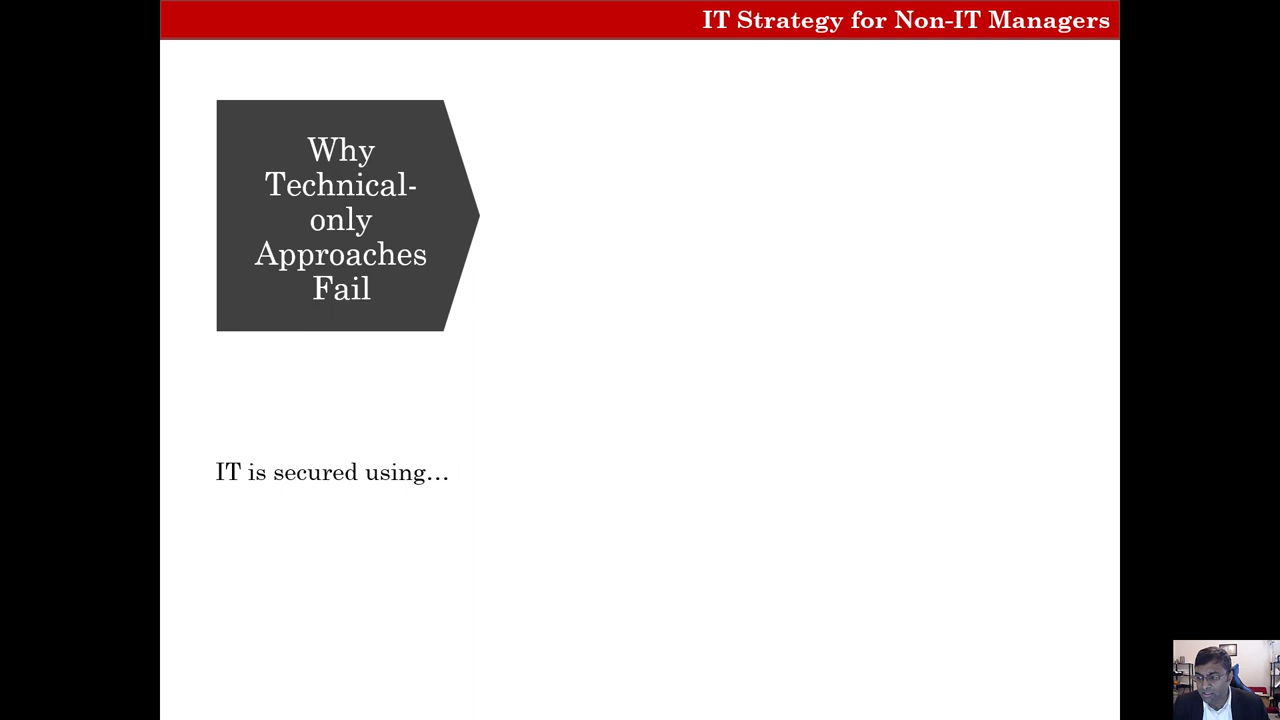 IT Strategy for Non-IT Managers
Why
Technical-
only
Approaches
Fail
IT is secured using…